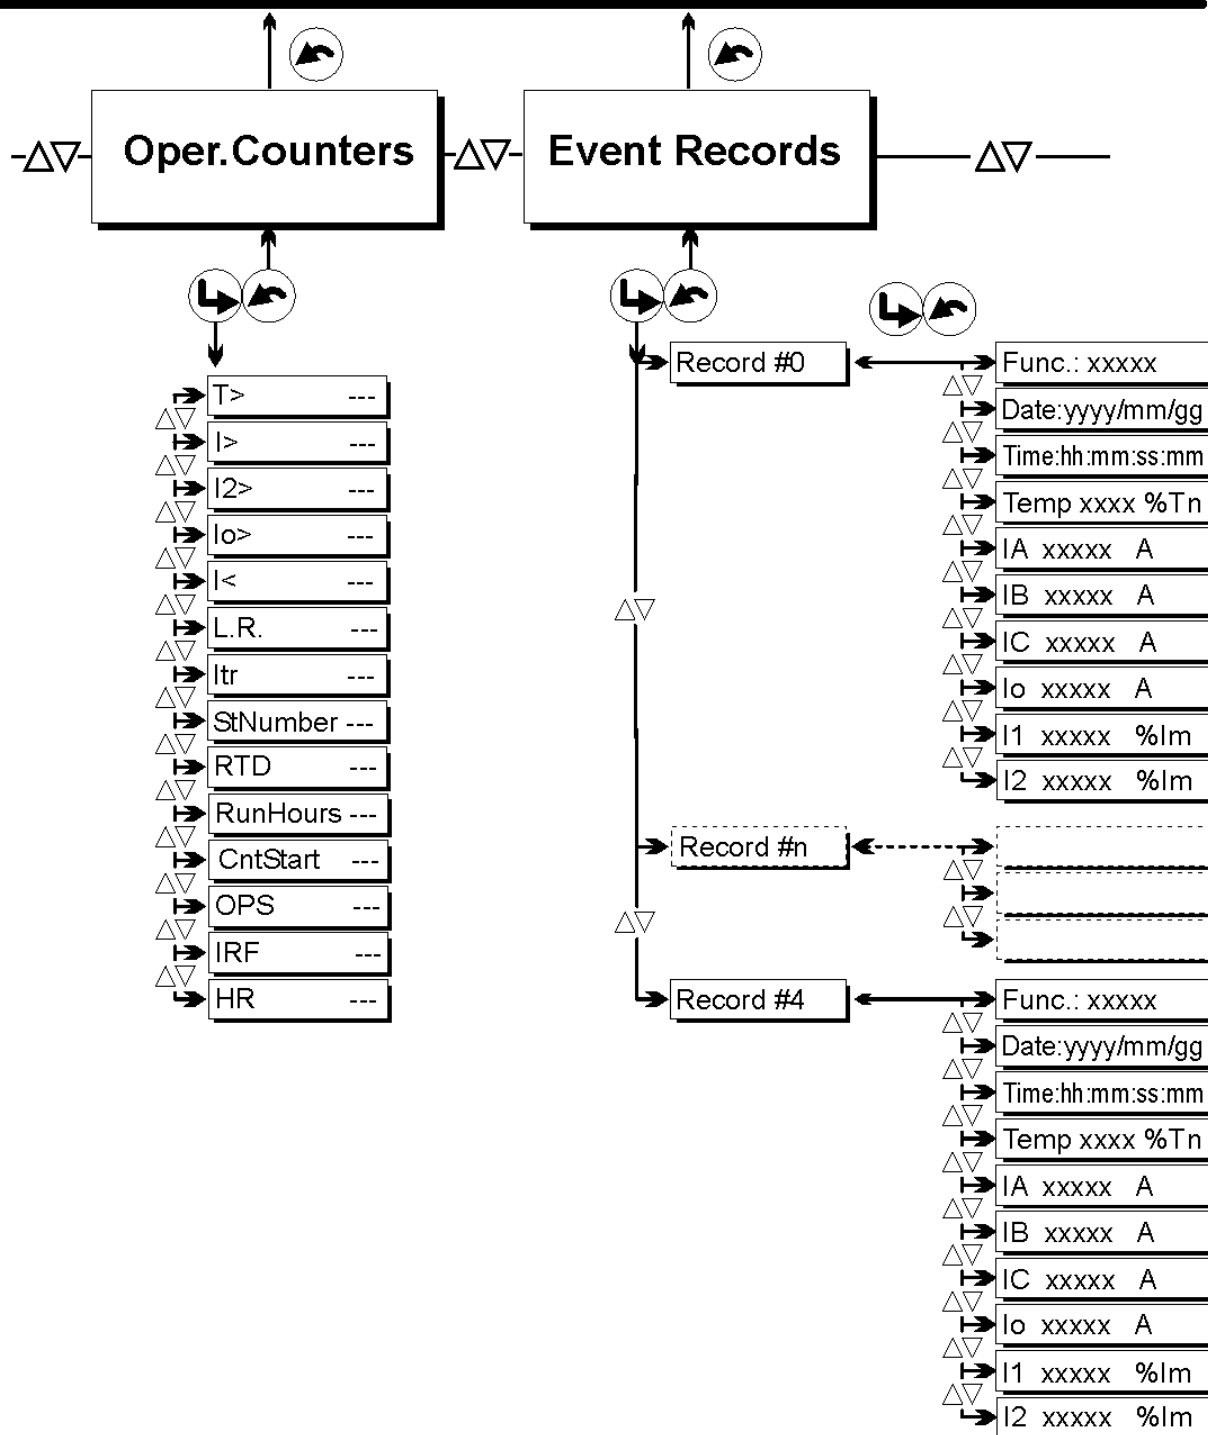 Oper.Counters
Event Records
T> ---
I> ---
I2> ---
Io> ---
I< ---
L.R. ---
Itr ---
StNumber ---
RTD ---
RunHours ---
CntStart ---
OPS ---
IRF ---
HR ---
Record #0
Func.: xxxxx
Date:yyyy/mm/gg
Time:hh:mm:ss:mm
Temp xxxx %Tn
IA xxxxx A
IB xxxxx A
IC xxxxx A
Io xxxxx A
I1 xxxxx %Im
I2 xxxxx %Im
Record #n
Record #4
Func.: xxxxx
Date:yyyy/mm/gg
Time:hh:mm:ss:mm
Temp xxxx %Tn
IA xxxxx A
IB xxxxx A
IC xxxxx A
Io xxxxx A
I1 xxxxx %Im
I2 xxxxx %Im